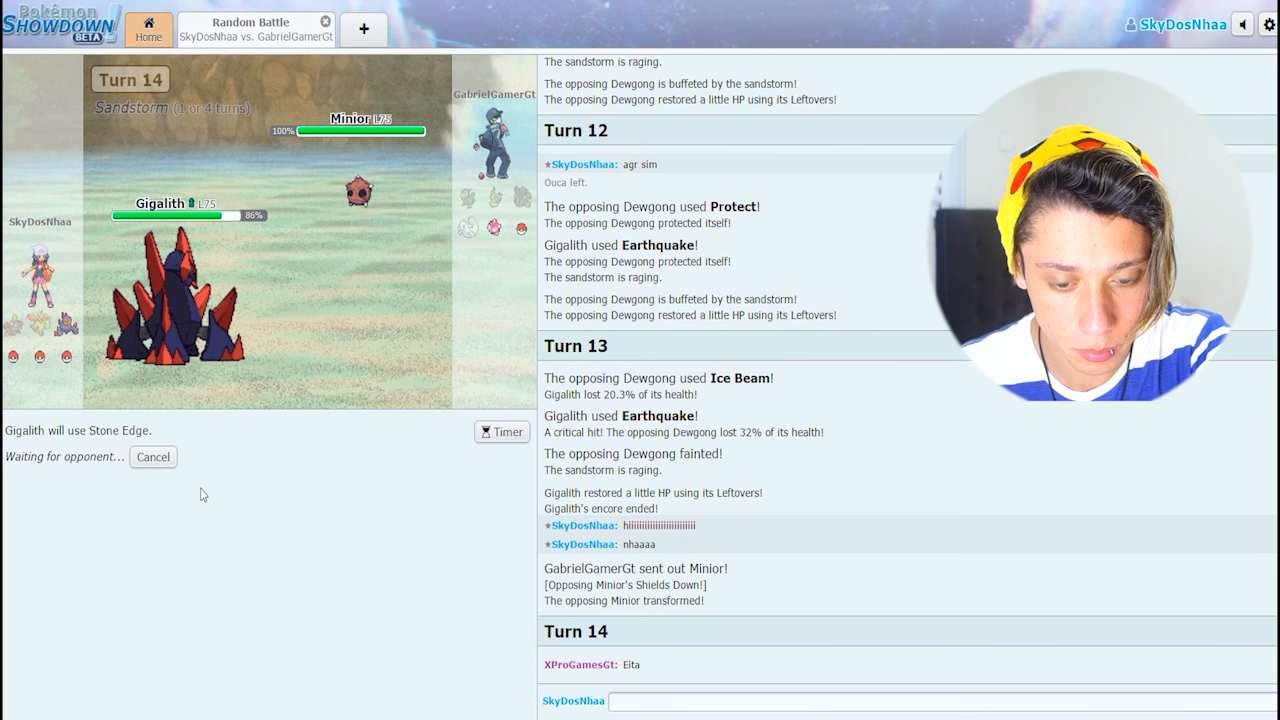 Pokémon
SHOWDOWN!
BETA
Home
Random Battle
SkyDosNhaa vs. GabrielGamerGt
+
SkyDosNhaa
Turn 14
Sandstorm (1 or 4 turns)
Minior L75
100%
GabrielGamerGt
Gigalith L75
86%
SkyDosNhaa
Gigalith will use Stone Edge.
Timer
Waiting for opponent... Cancel
The sandstorm is raging.
The opposing Dewgong is buffeted by the sandstorm!
The opposing Dewgong restored a little HP using its Leftovers!
Turn 12
★SkyDosNhaa: agr sim
Ouca left.
The opposing Dewgong used Protect!
The opposing Dewgong protected itself!
Gigalith used Earthquake!
The opposing Dewgong protected itself!
The sandstorm is raging.
The opposing Dewgong is buffeted by the sandstorm!
The opposing Dewgong restored a little HP using its Leftovers!
Turn 13
The opposing Dewgong used Ice Beam!
Gigalith lost 20.3% of its health!
Gigalith used Earthquake!
A critical hit! The opposing Dewgong lost 32% of its health!
The opposing Dewgong fainted!
The sandstorm is raging.
Gigalith restored a little HP using its Leftovers!
Gigalith's encore ended!
★SkyDosNhaa: hiiiiiiiiiiiiiiiiiiiiiiiii
★SkyDosNhaa: nhaaaa
GabrielGamerGt sent out Minior!
[Opposing Minior's Shields Down!]
The opposing Minior transformed!
Turn 14
XProGamesGt: Eita
SkyDosNhaa